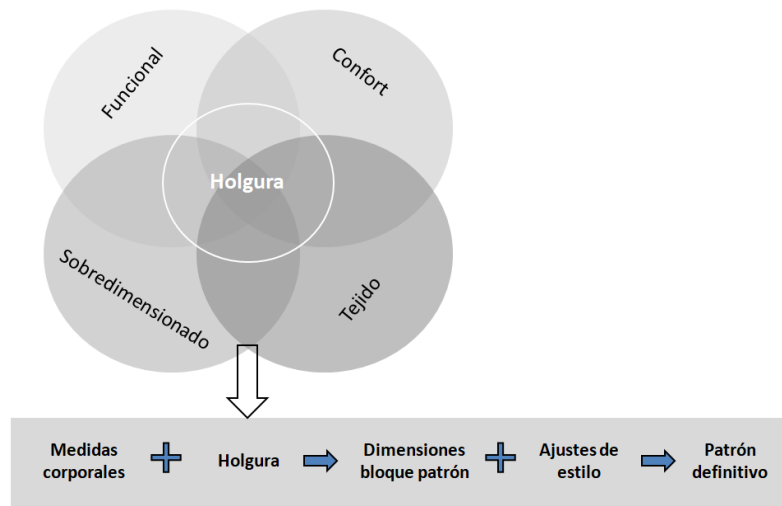 Funcional
Confort
Holgura
Sobredimensionado
Tejido
Medidas
corporales
Holgura
Dimensiones
bloque patrón
Ajustes de
estilo
Patrón
definitivo